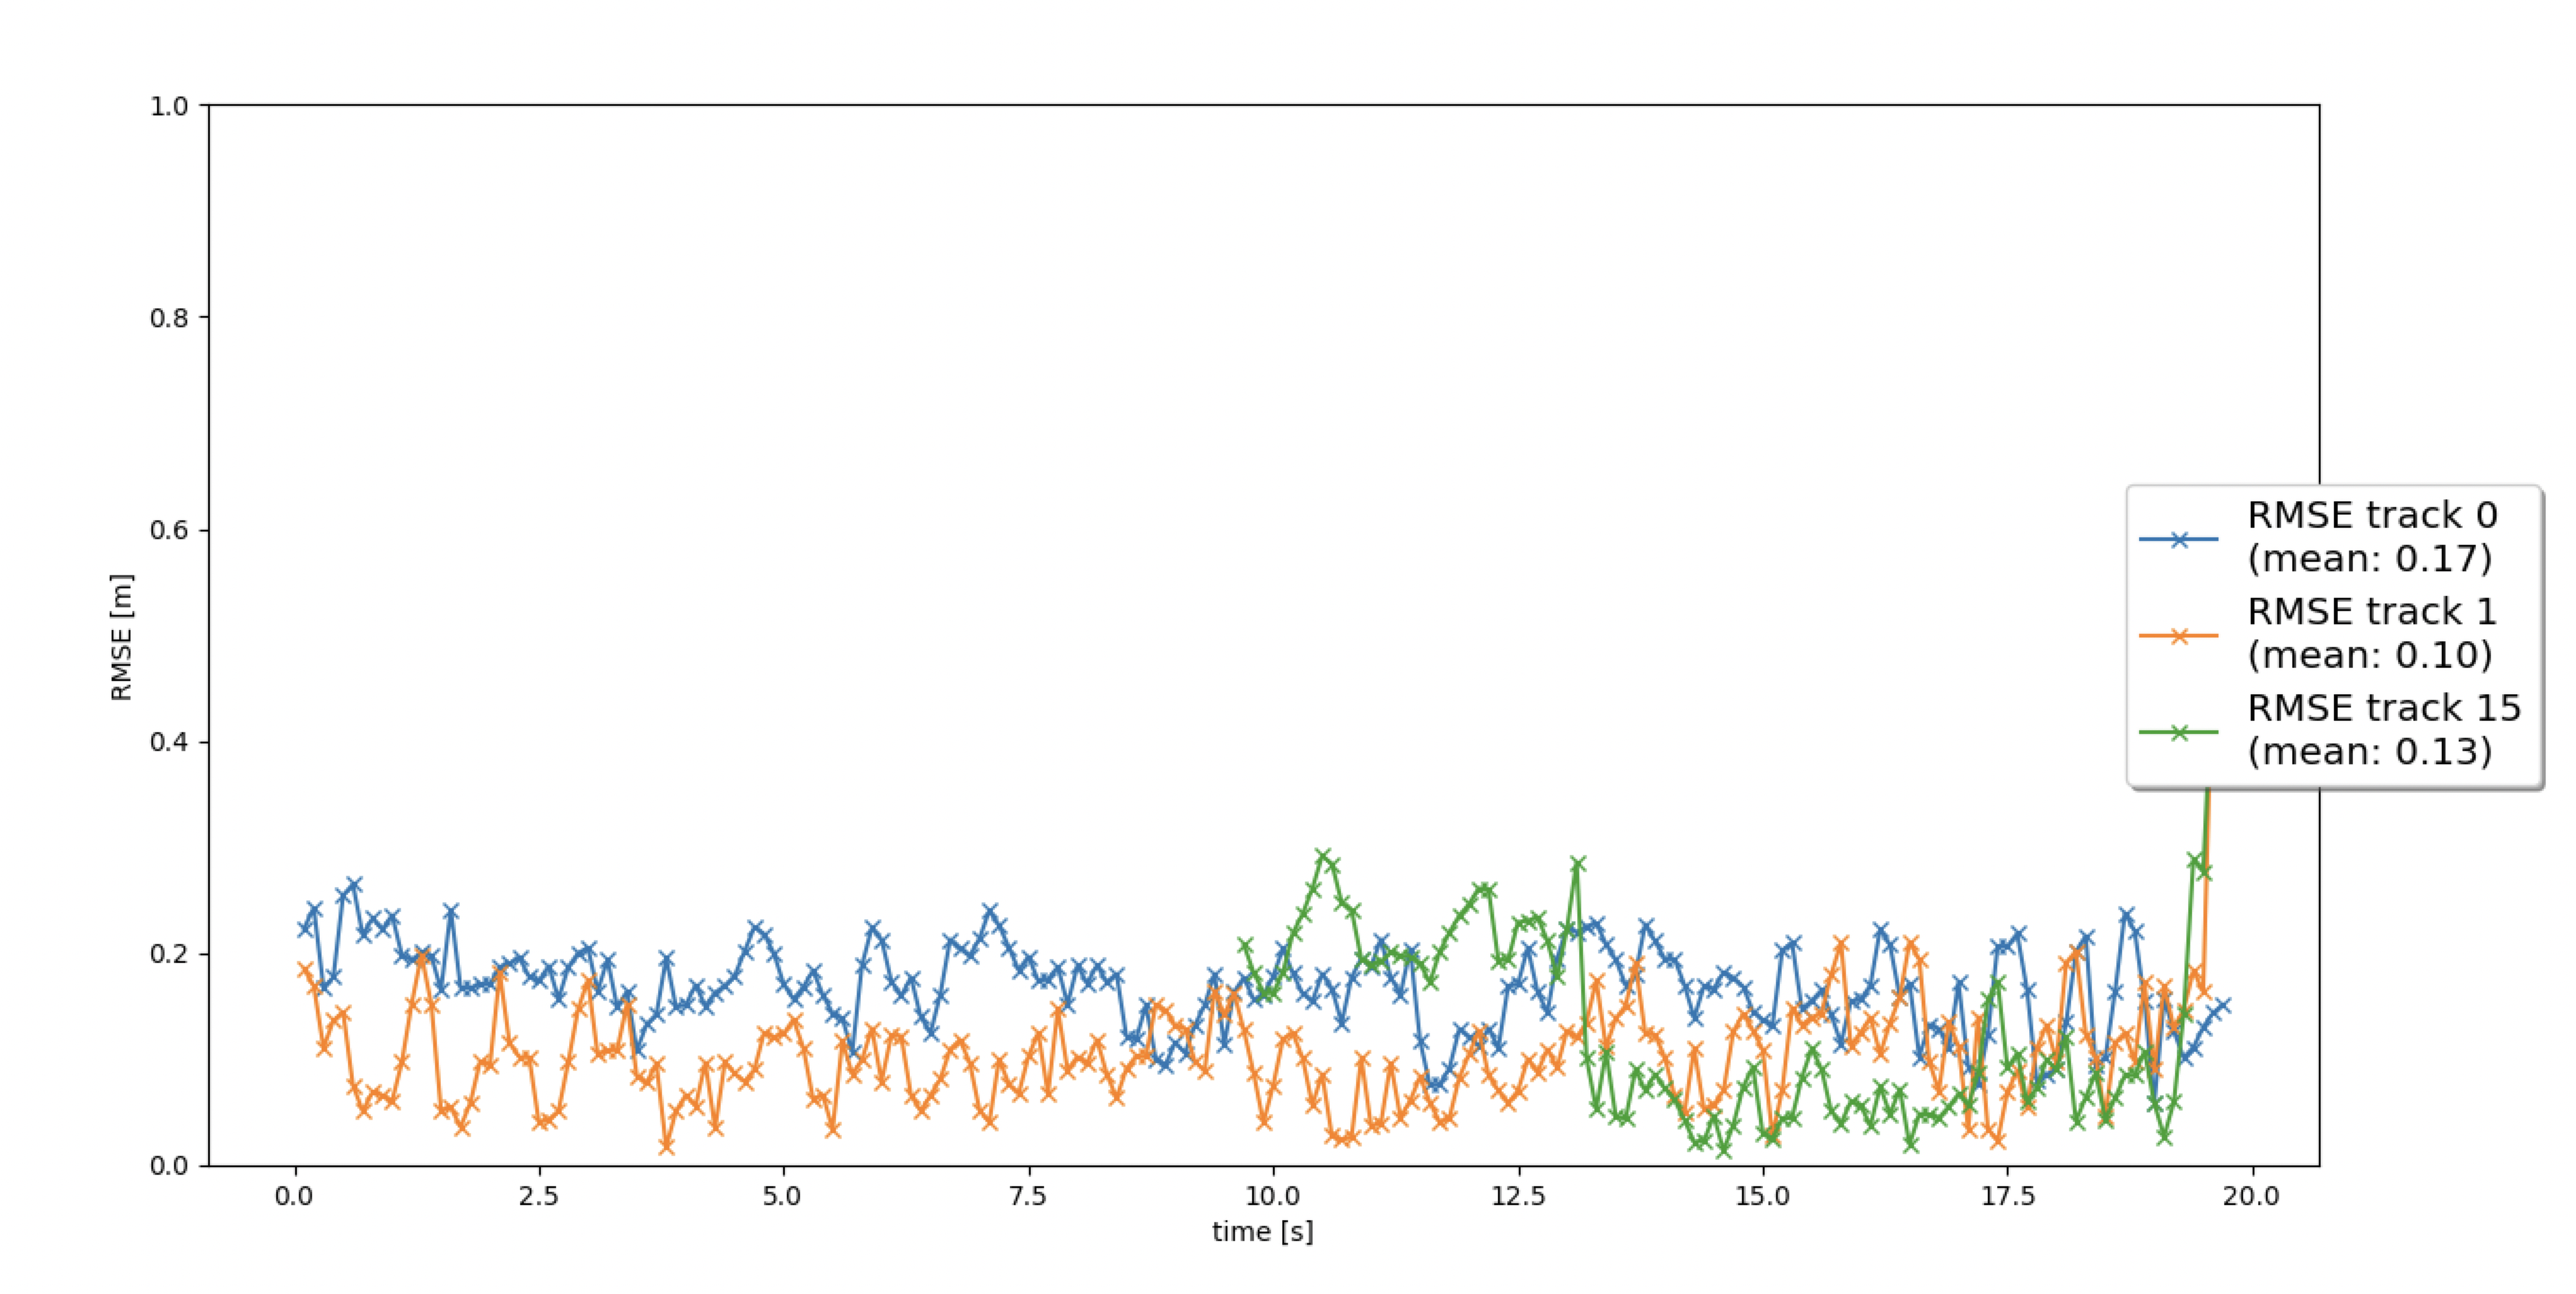 1.0
0.8
0.6
0.4
0.2
0.0
RMSE [m]
0.0 2.5 5.0 7.5 10.0 12.5 15.0 17.5 20.0
time [s]
RMSE track 0
(mean: 0.17)
RMSE track 1
(mean: 0.10)
RMSE track 15
(mean: 0.13)